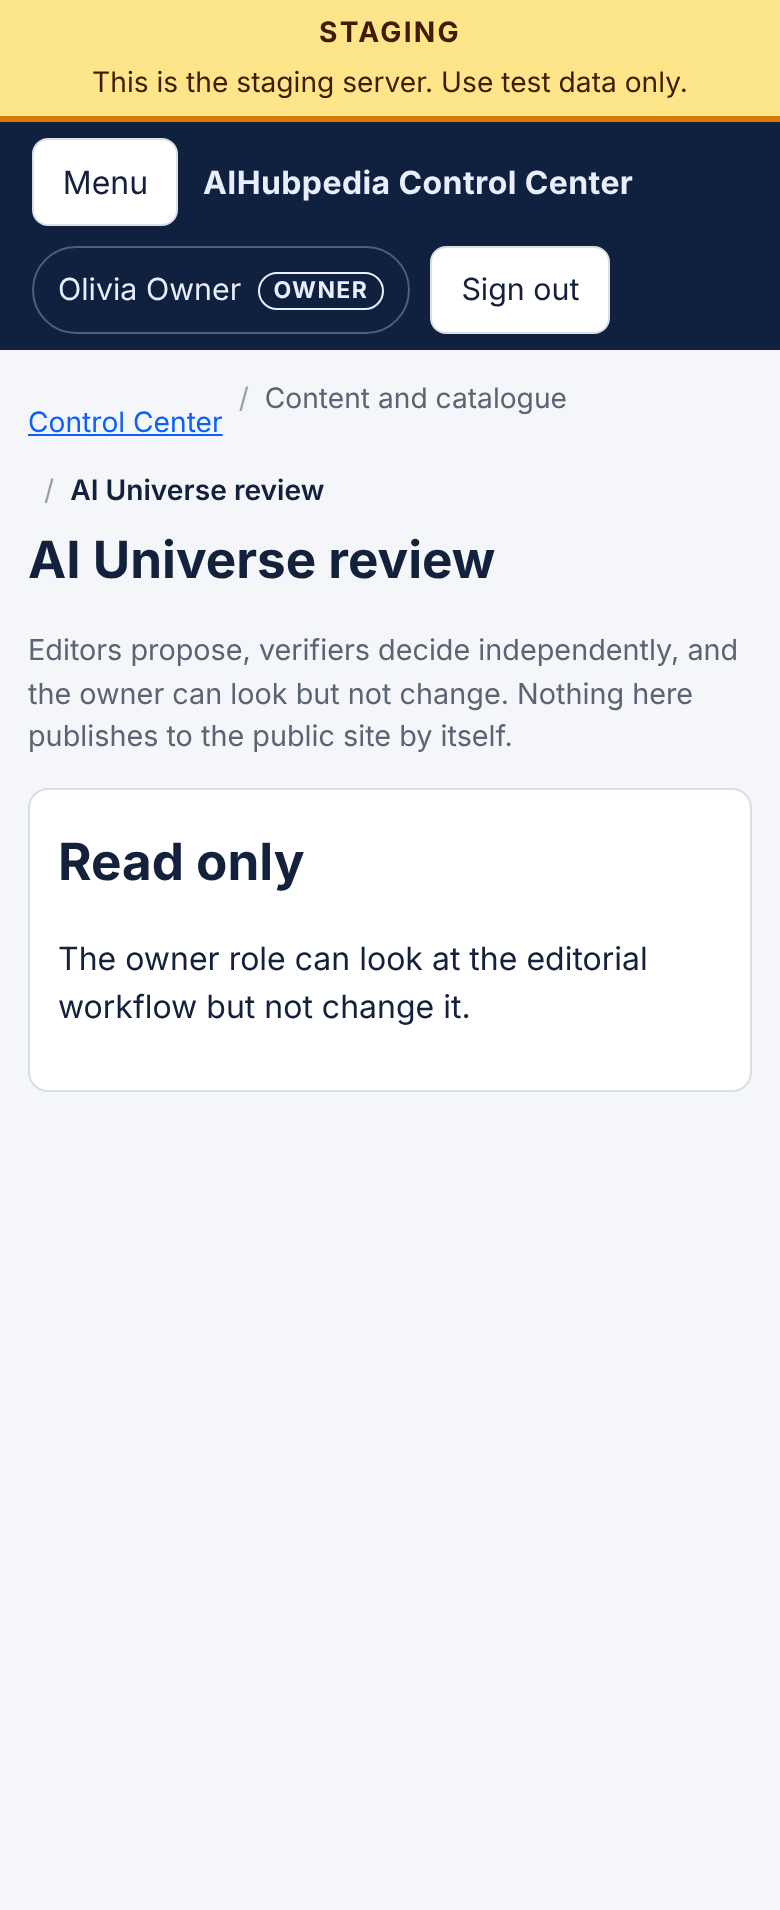 STAGING
This is the staging server. Use test data only.
Menu
AIHubpedia Control Center
Olivia Owner OWNER
Sign out
Control Center / Content and catalogue
/ AI Universe review
AI Universe review
Editors propose, verifiers decide independently, and
the owner can look but not change. Nothing here
publishes to the public site by itself.
Read only
The owner role can look at the editorial
workflow but not change it.